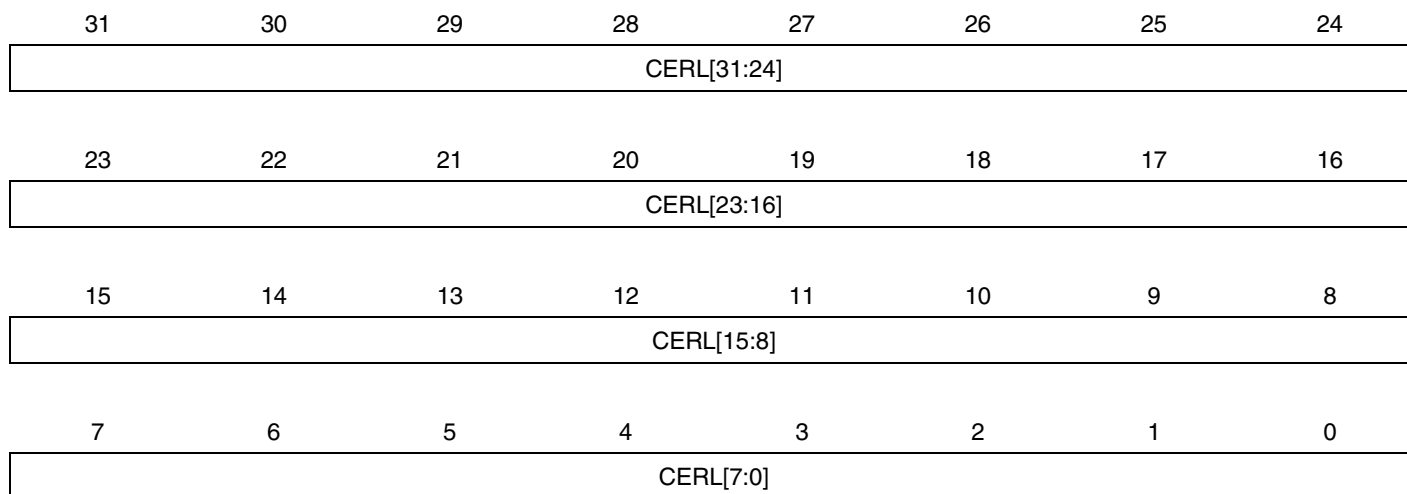 31 30 29 28 27 26 25 24
CERL[31:24]
23 22 21 20 19 18 17 16
CERL[23:16]
15 14 13 12 11 10 9 8
CERL[15:8]
7 6 5 4 3 2 1 0
CERL[7:0]